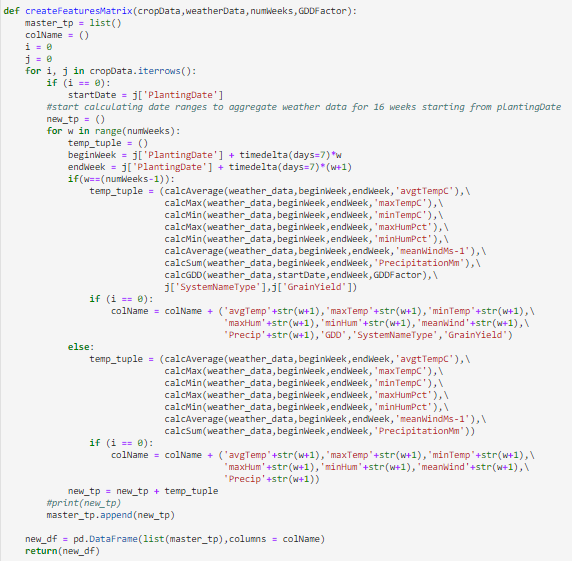 def createFeaturesMatrix(cropData,weatherData,numWeeks,GDDFactor):
    master_tp = list()
    colName = ()
    i = 0
    j = 0
    for i, j in cropData.iterrows():
        if (i == 0):
            startDate = j['PlantingDate']
        #start calculating date ranges to aggregate weather data for 16 weeks starting from plantingDate
        new_tp = ()
        for w in range(numWeeks):
            temp_tuple = ()
            beginWeek = j['PlantingDate'] + timedelta(days=7)*w
            endWeek = j['PlantingDate'] + timedelta(days=7)*(w+1)
            if(w==(numWeeks-1)):
                temp_tuple = (calcAverage(weather_data,beginWeek,endWeek,'avgtTempC'),\
                              calcMax(weather_data,beginWeek,endWeek,'maxTempC'),\
                              calcMin(weather_data,beginWeek,endWeek,'minTempC'),\
                              calcMax(weather_data,beginWeek,endWeek,'maxHumPct'),\
                              calcMin(weather_data,beginWeek,endWeek,'minHumPct'),\
                              calcAverage(weather_data,beginWeek,endWeek,'meanWindMs-1'),\
                              calcSum(weather_data,beginWeek,endWeek,'PrecipitationMm'),\
                              calcGDD(weather_data,startDate,endWeek,GDDFactor),\
                              j['SystemNameType'],j['GrainYield'])
                if (i == 0):
                    colName = colName + ('avgTemp'+str(w+1),'maxTemp'+str(w+1),'minTemp'+str(w+1),\
                                         'maxHum'+str(w+1),'minHum'+str(w+1),'meanWind'+str(w+1),\
                                         'Precip'+str(w+1),'GDD','SystemNameType','GrainYield')
            else:
                temp_tuple = (calcAverage(weather_data,beginWeek,endWeek,'avgtTempC'),\
                              calcMax(weather_data,beginWeek,endWeek,'maxTempC'),\
                              calcMin(weather_data,beginWeek,endWeek,'minTempC'),\
                              calcMax(weather_data,beginWeek,endWeek,'maxHumPct'),\
                              calcMin(weather_data,beginWeek,endWeek,'minHumPct'),\
                              calcAverage(weather_data,beginWeek,endWeek,'meanWindMs-1'),\
                              calcSum(weather_data,beginWeek,endWeek,'PrecipitationMm'))
                if (i == 0):
                    colName = colName + ('avgTemp'+str(w+1),'maxTemp'+str(w+1),'minTemp'+str(w+1),\
                                         'maxHum'+str(w+1),'minHum'+str(w+1),'meanWind'+str(w+1),\
                                         'Precip'+str(w+1))
            new_tp = new_tp + temp_tuple
        #print(new_tp)
        master_tp.append(new_tp)
    new_df = pd.DataFrame(list(master_tp),columns = colName)
    return(new_df)